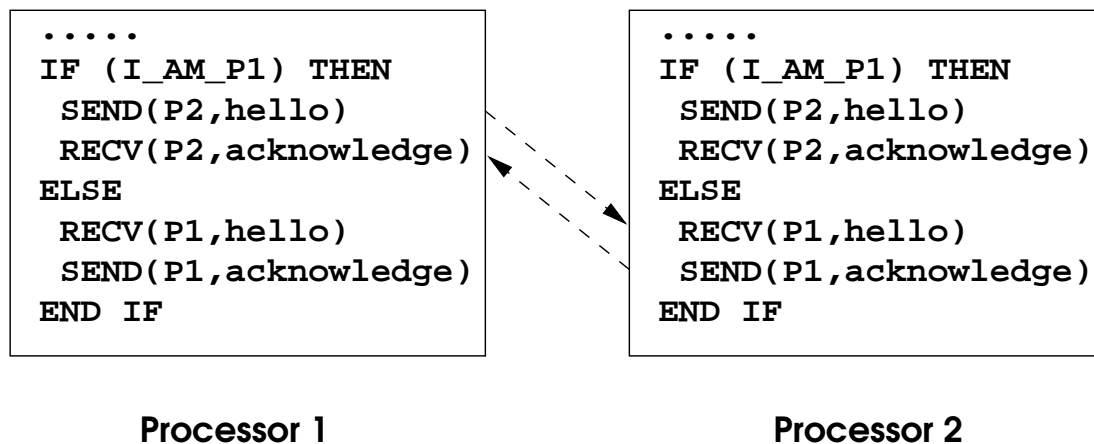 .....
IF (I_AM_P1) THEN
SEND(P2,hello)
RECV(P2,acknowledge)
ELSE
RECV(P1,hello)
SEND(P1,acknowledge)
END IF
Processor 1
.....
IF (I_AM_P1) THEN
SEND(P2,hello)
RECV(P2,acknowledge)
ELSE
RECV(P1,hello)
SEND(P1,acknowledge)
END IF
Processor 2